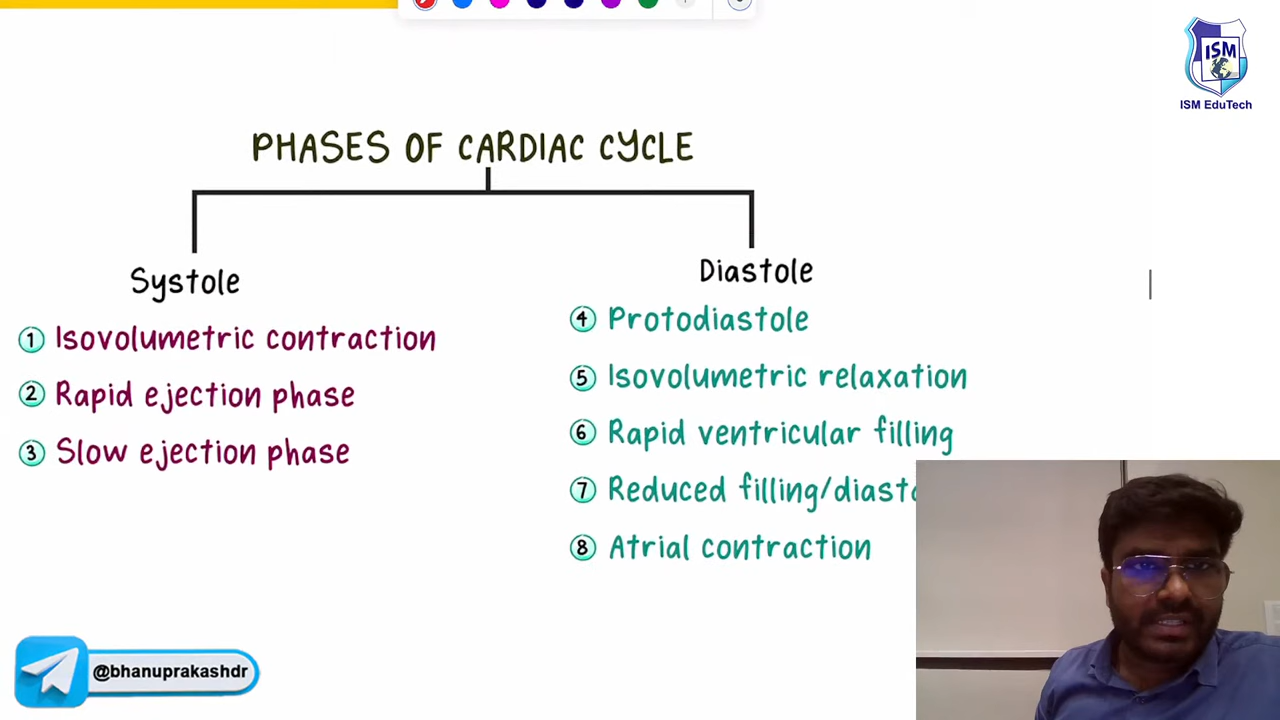 ISM
ISM EduTech
PHASES OF CARDIAC CYCLE
Systole
1 Isovolumetric contraction
2 Rapid ejection phase
3 Slow ejection phase
Diastole
4 Protodiastole
5 Isovolumetric relaxation
6 Rapid ventricular filling
7 Reduced filling/
8 Atrial contraction
@bhanuprakashdr